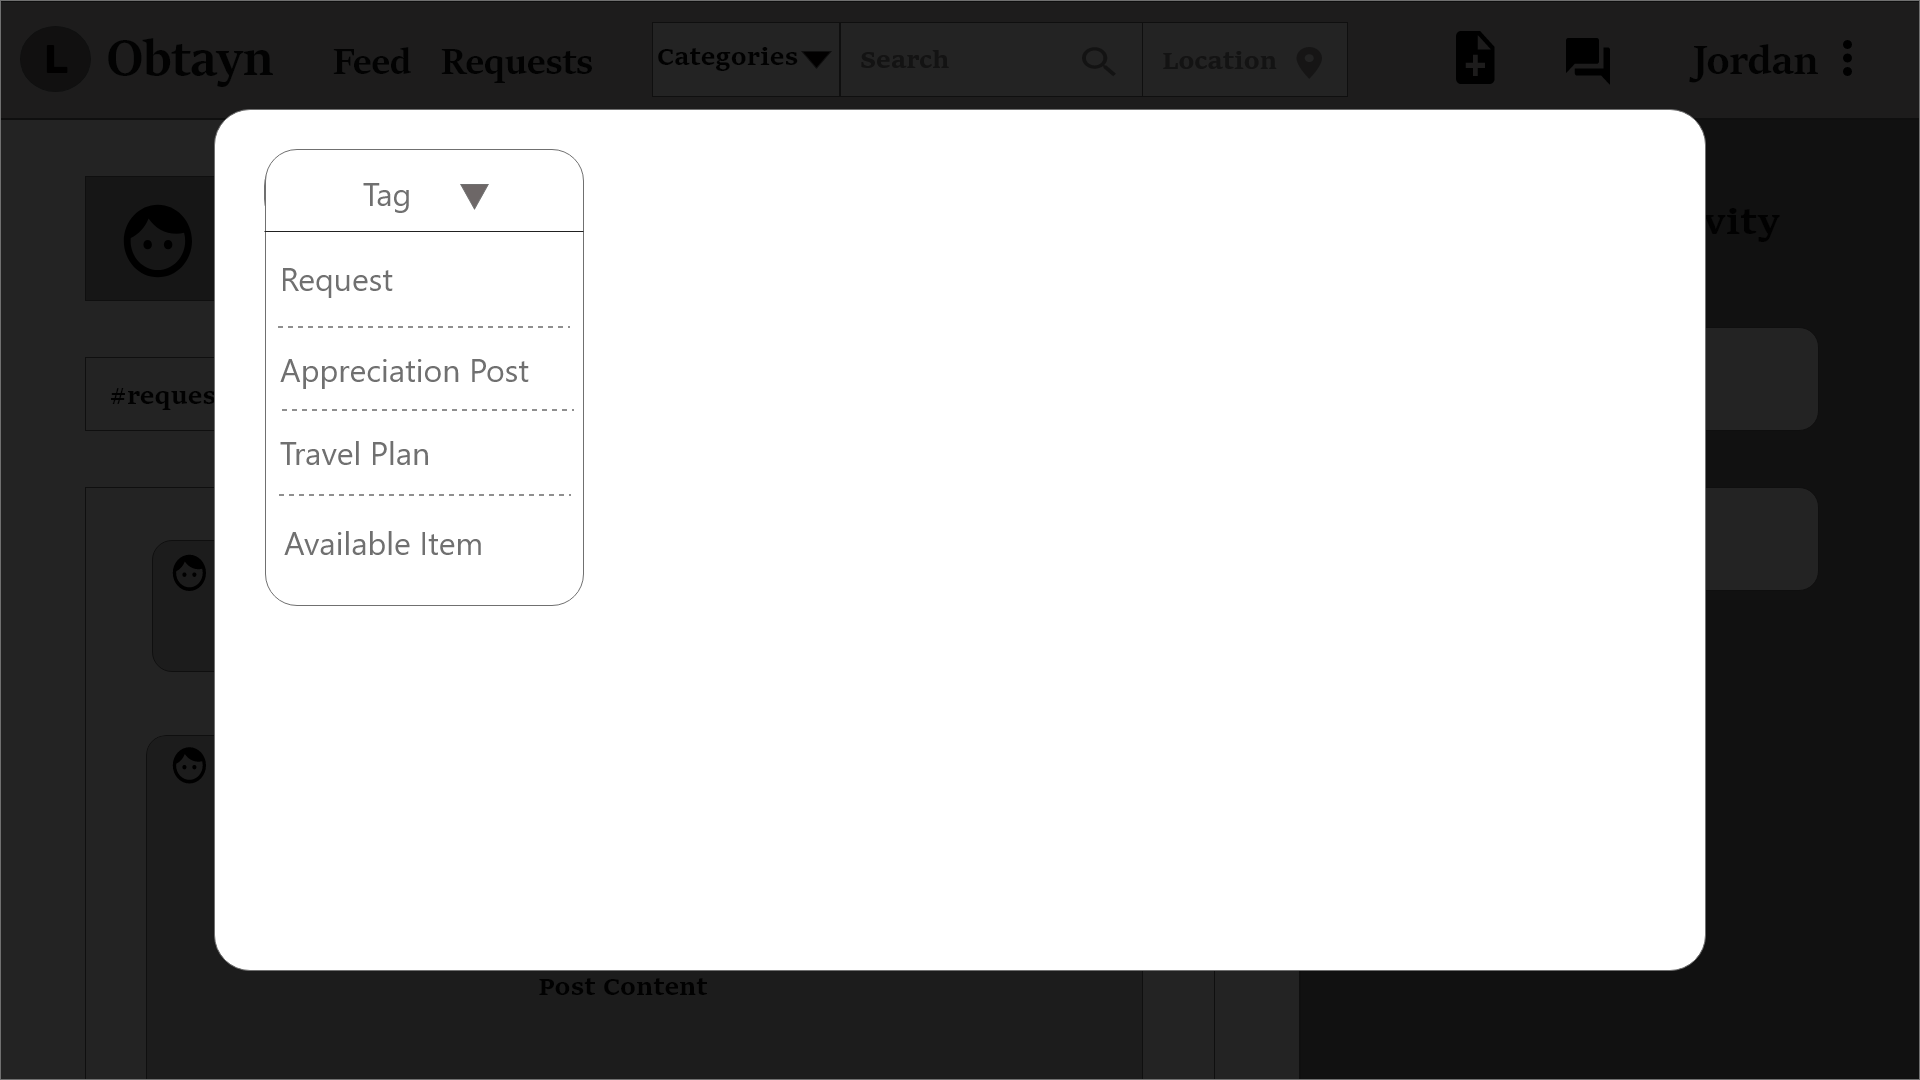 L Obtayn Feed Requests Categories Search Location Jordan
Tag
vity
Request
Appreciation Post
#reques
Travel Plan
Available Item
Post Content